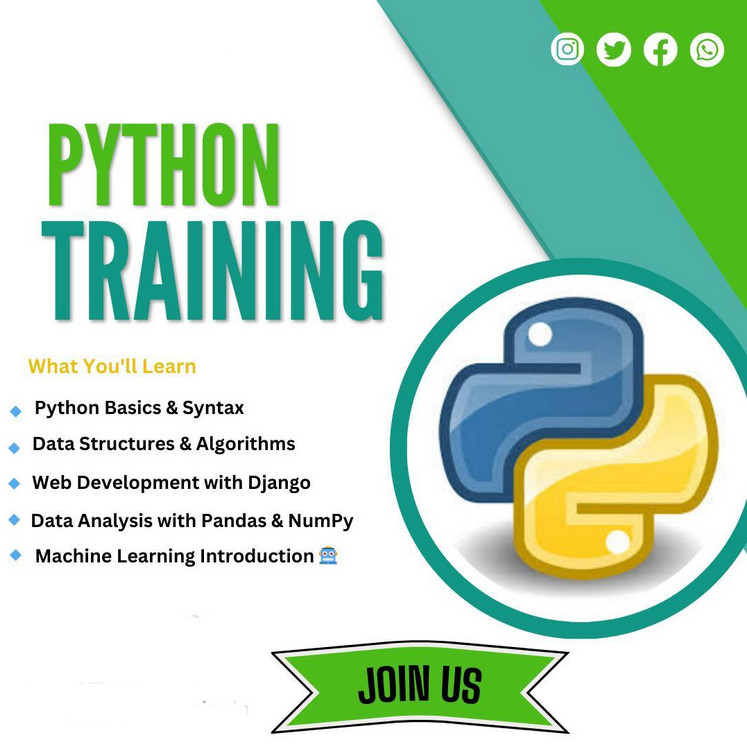 PYTHON
TRAINING
What You'll Learn
Python Basics & Syntax
Data Structures & Algorithms
Web Development with Django
Data Analysis with Pandas & NumPy
Machine Learning Introduction 🤖
JOIN US